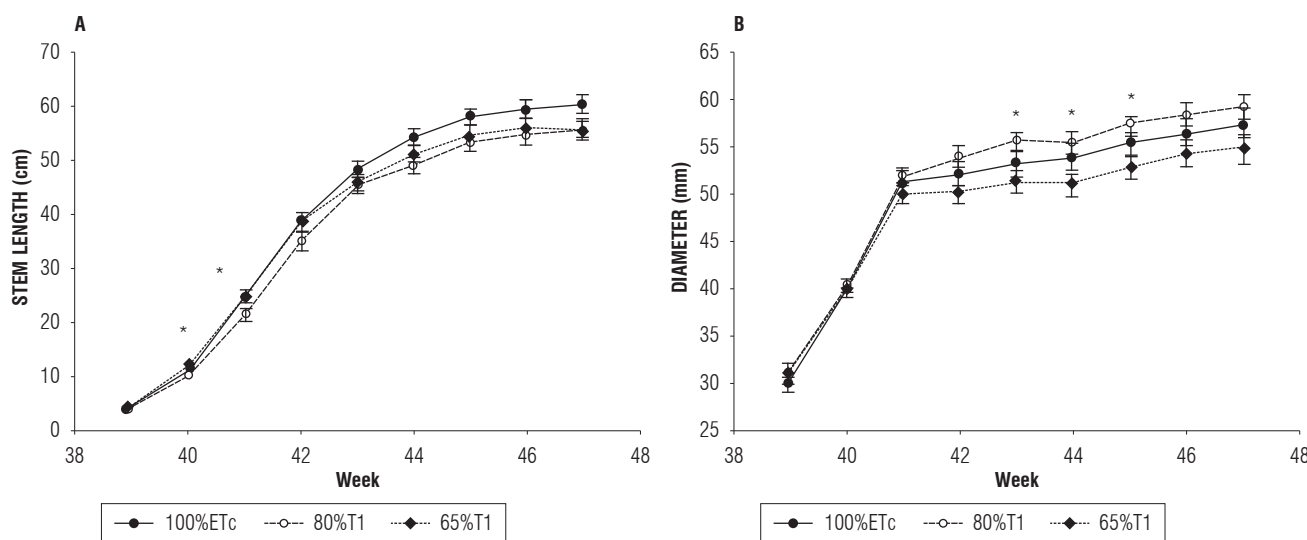 A
STEM LENGTH (cm)
70
60
50
40
30
20
10
0
38 40 42 44 46 48
Week
* *
100%ETc 80%T1 65%T1
B
DIAMETER (mm)
65
60
55
50
45
40
35
30
25
38 40 42 44 46 48
Week
* * *
100%ETc 80%T1 65%T1